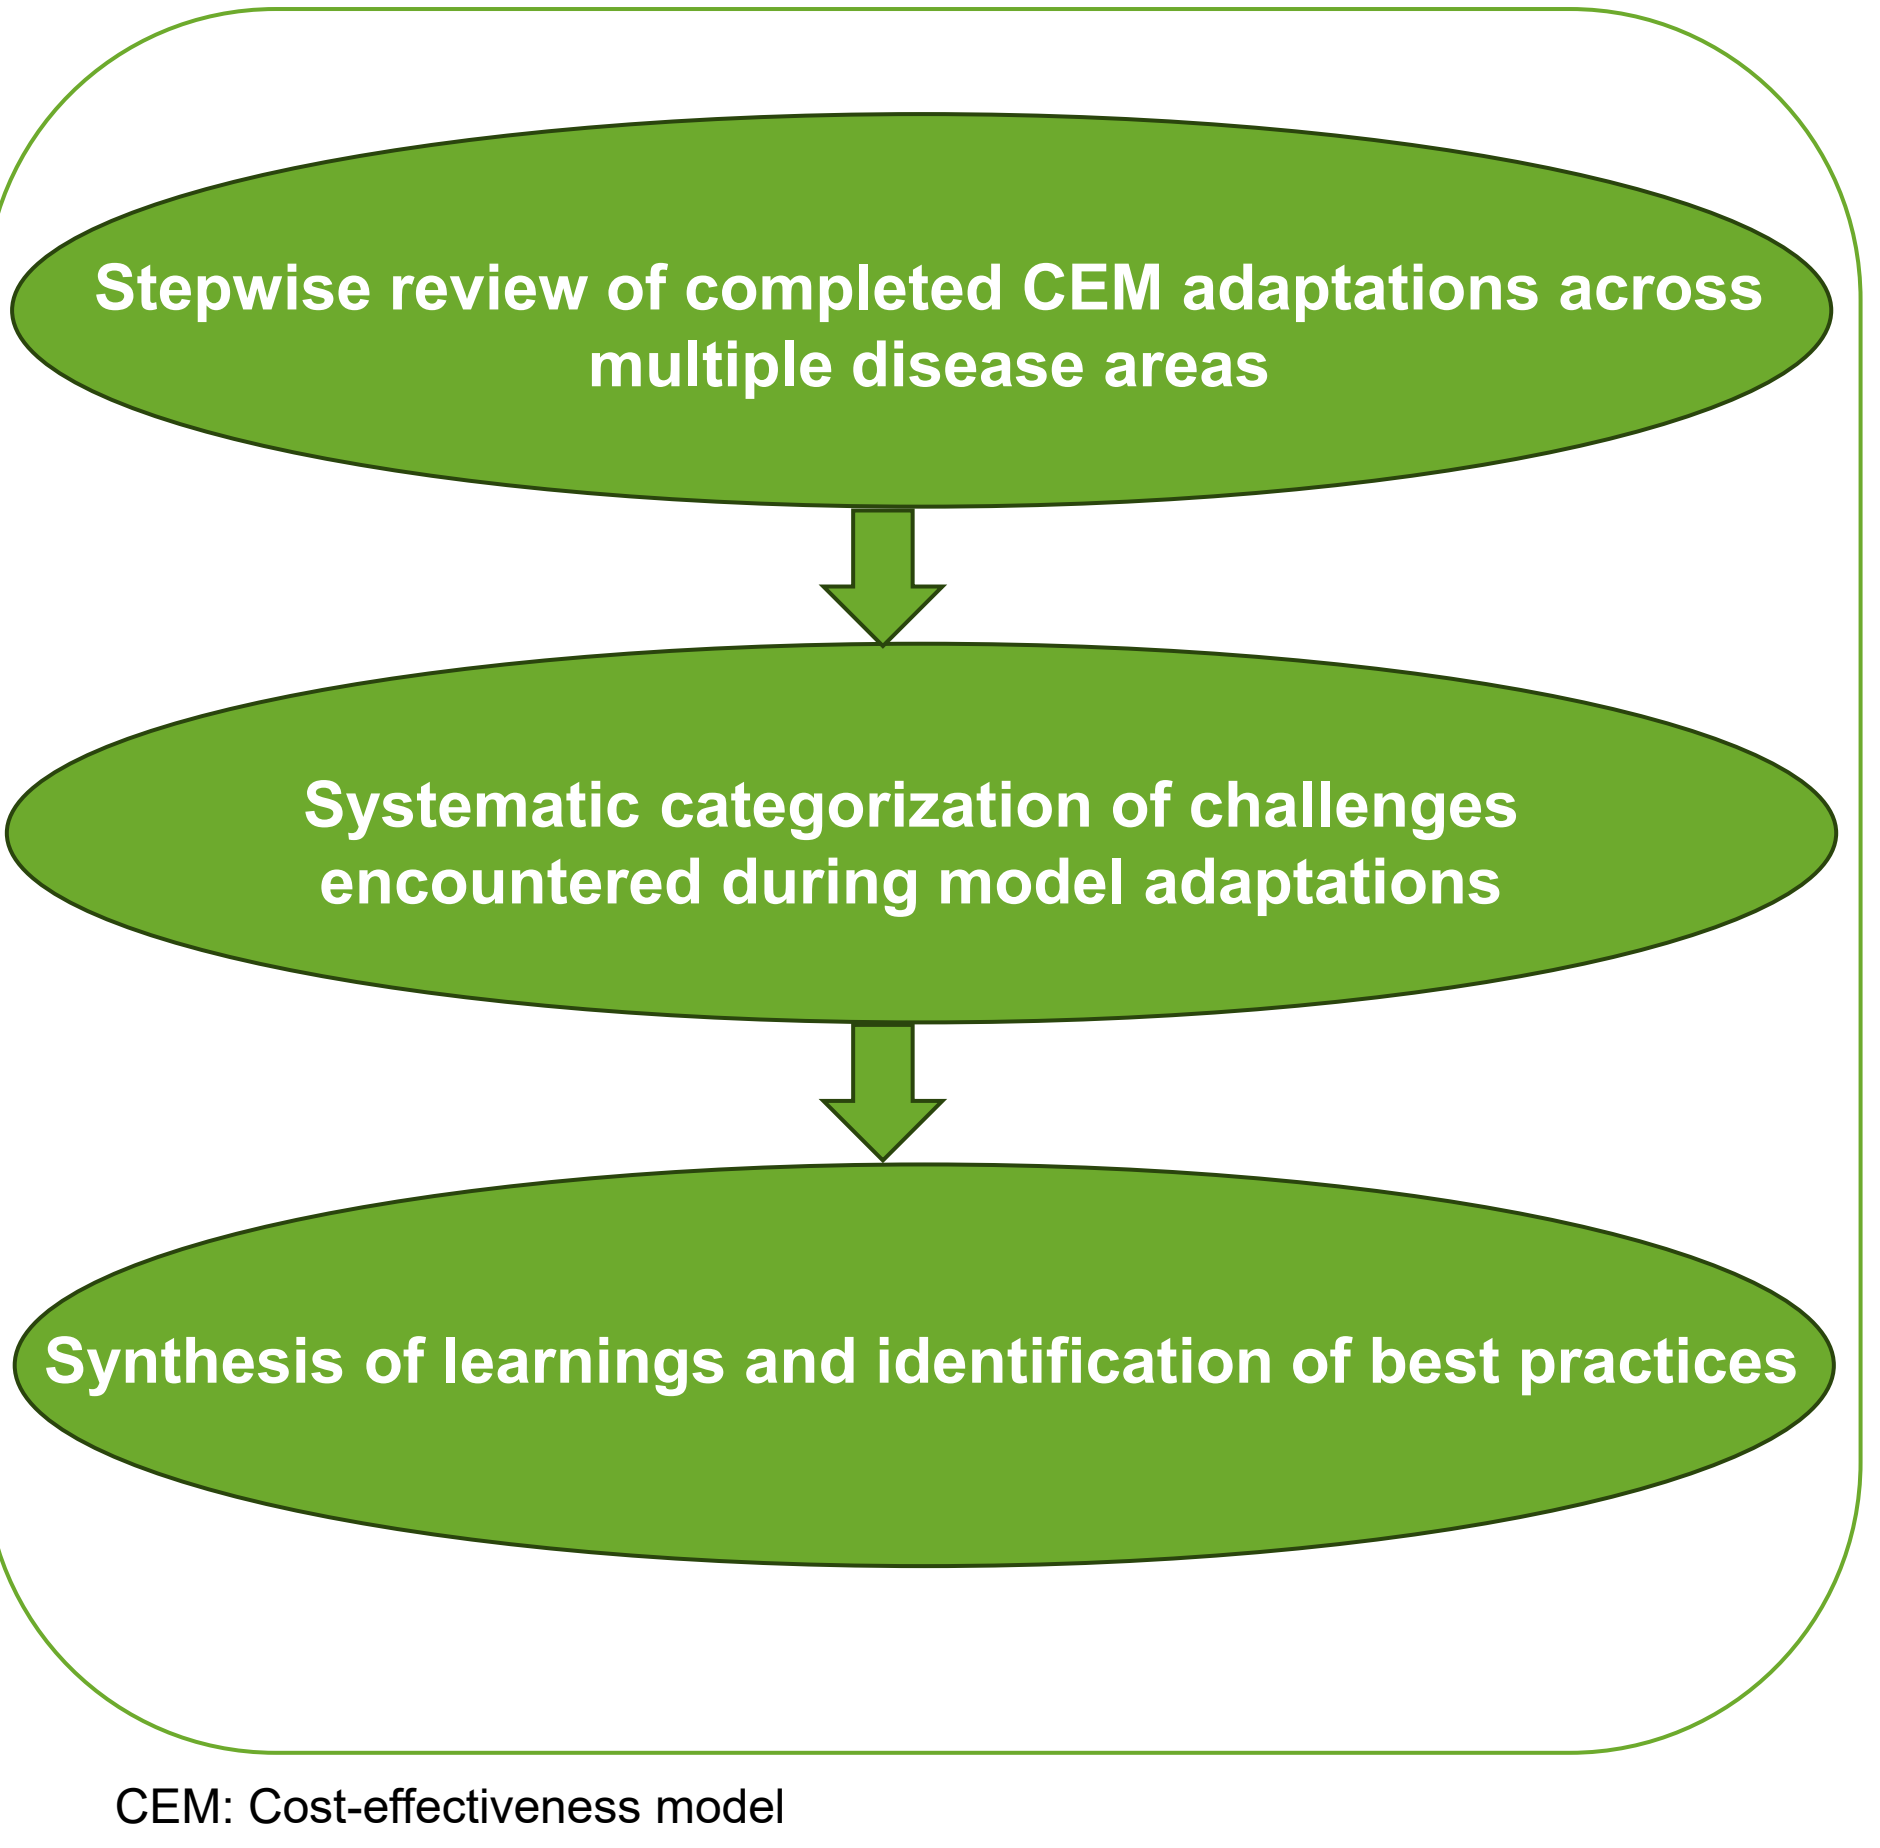 Stepwise review of completed CEM adaptations across
multiple disease areas
Systematic categorization of challenges
encountered during model adaptations
Synthesis of learnings and identification of best practices
CEM: Cost-effectiveness model